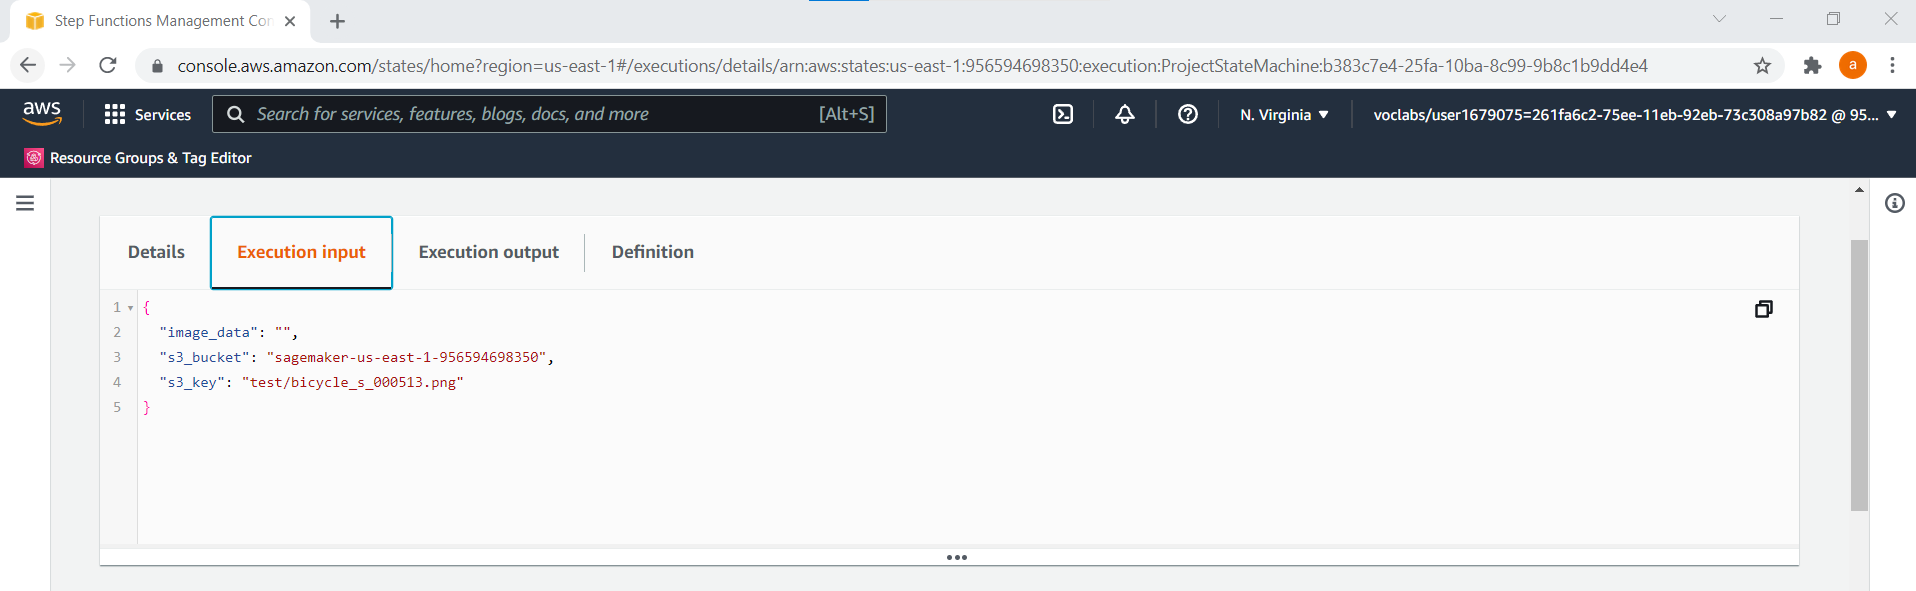 Step Functions Management Con
console.aws.amazon.com/states/home?region=us-east-1#/executions/details/arn:aws:states:us-east-1:956594698350:execution:ProjectStateMachine:b383c7e4-25fa-10ba-8c99-9b8c1b9dd4e4
a
aws
Services
Search for services, features, blogs, docs, and more
[Alt+S]
N. Virginia
voclabs/user1679075=261fa6c2-75ee-11eb-92eb-73c308a97b82 @ 95...
Resource Groups & Tag Editor
Details
Execution input
Execution output
Definition
1 {
2 "image_data": "",
3 "s3_bucket": "sagemaker-us-east-1-956594698350",
4 "s3_key": "test/bicycle_s_000513.png"
5 }